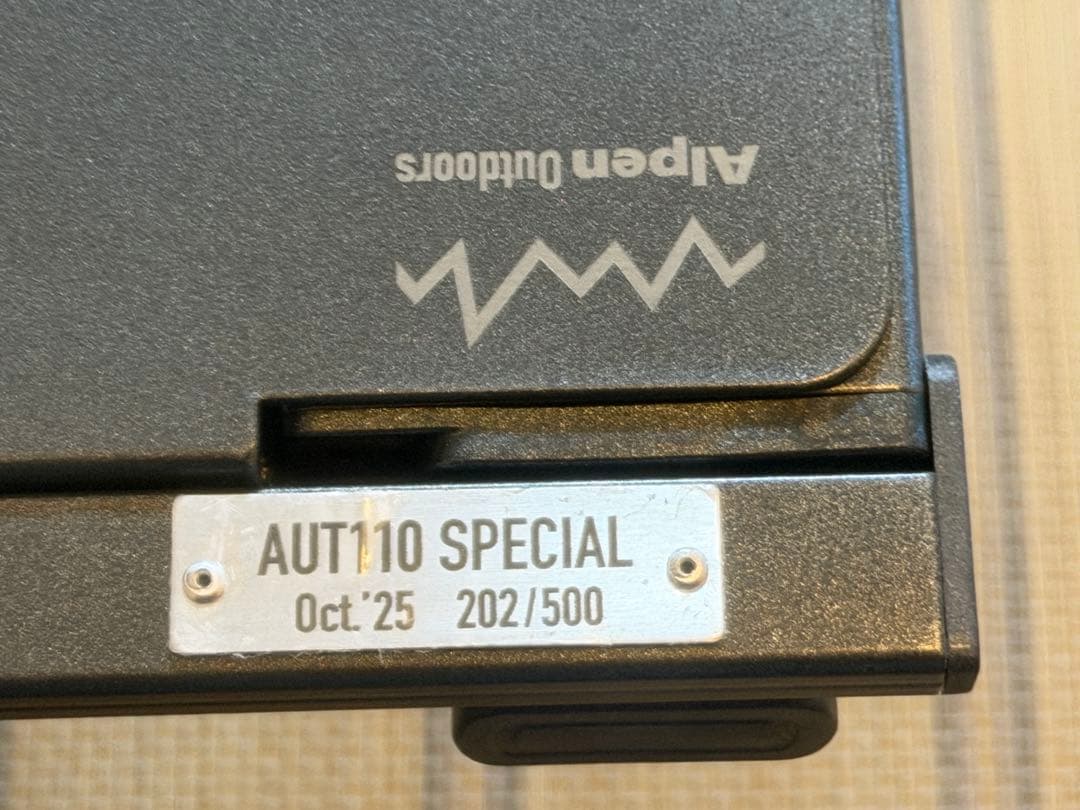 Alpen Outdoors
AUT110 SPECIAL
Oct.'25 202/500